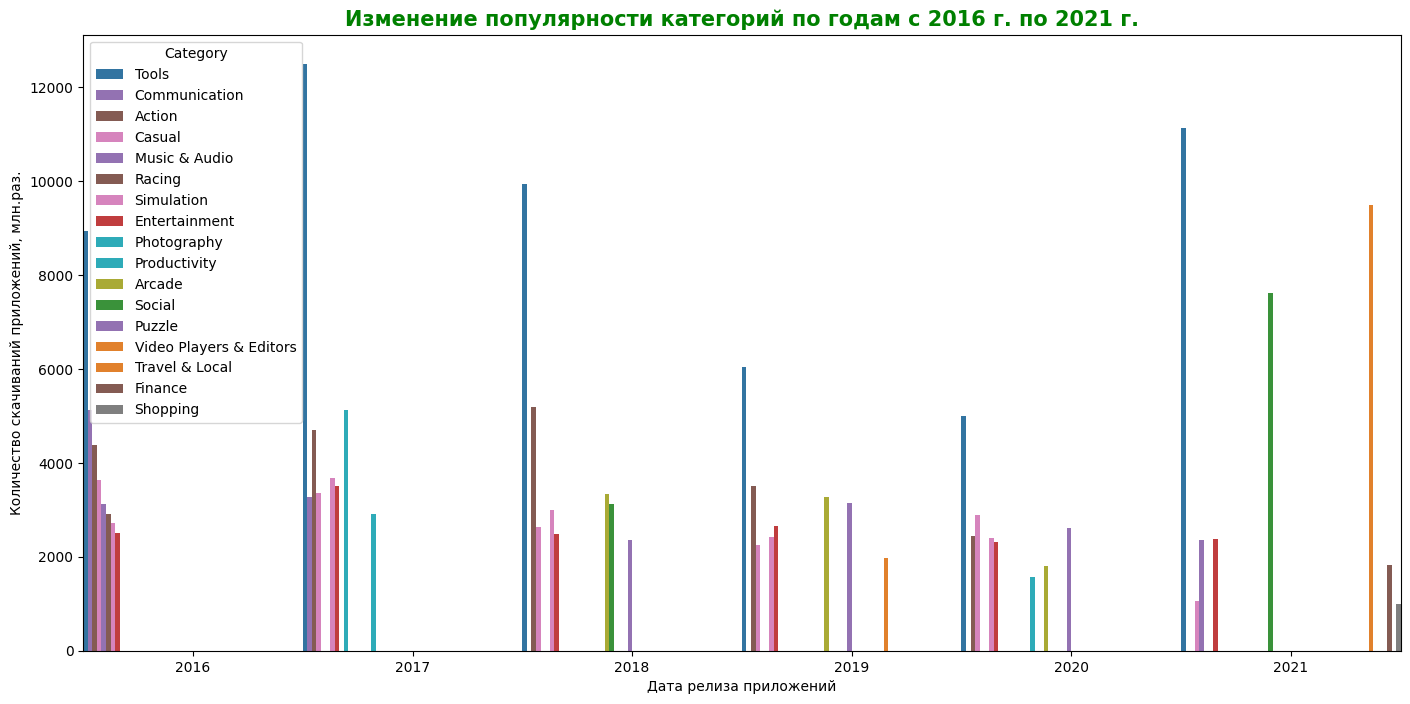 Изменение популярности категорий по годам с 2016 г. по 2021 г.
Количество скачиваний приложений, млн.раз.
12000
10000
8000
6000
4000
2000
0
Category
Tools
Communication
Action
Casual
Music & Audio
Racing
Simulation
Entertainment
Photography
Productivity
Arcade
Social
Puzzle
Video Players & Editors
Travel & Local
Finance
Shopping
2016 2017 2018 2019 2020 2021
Дата релиза приложений